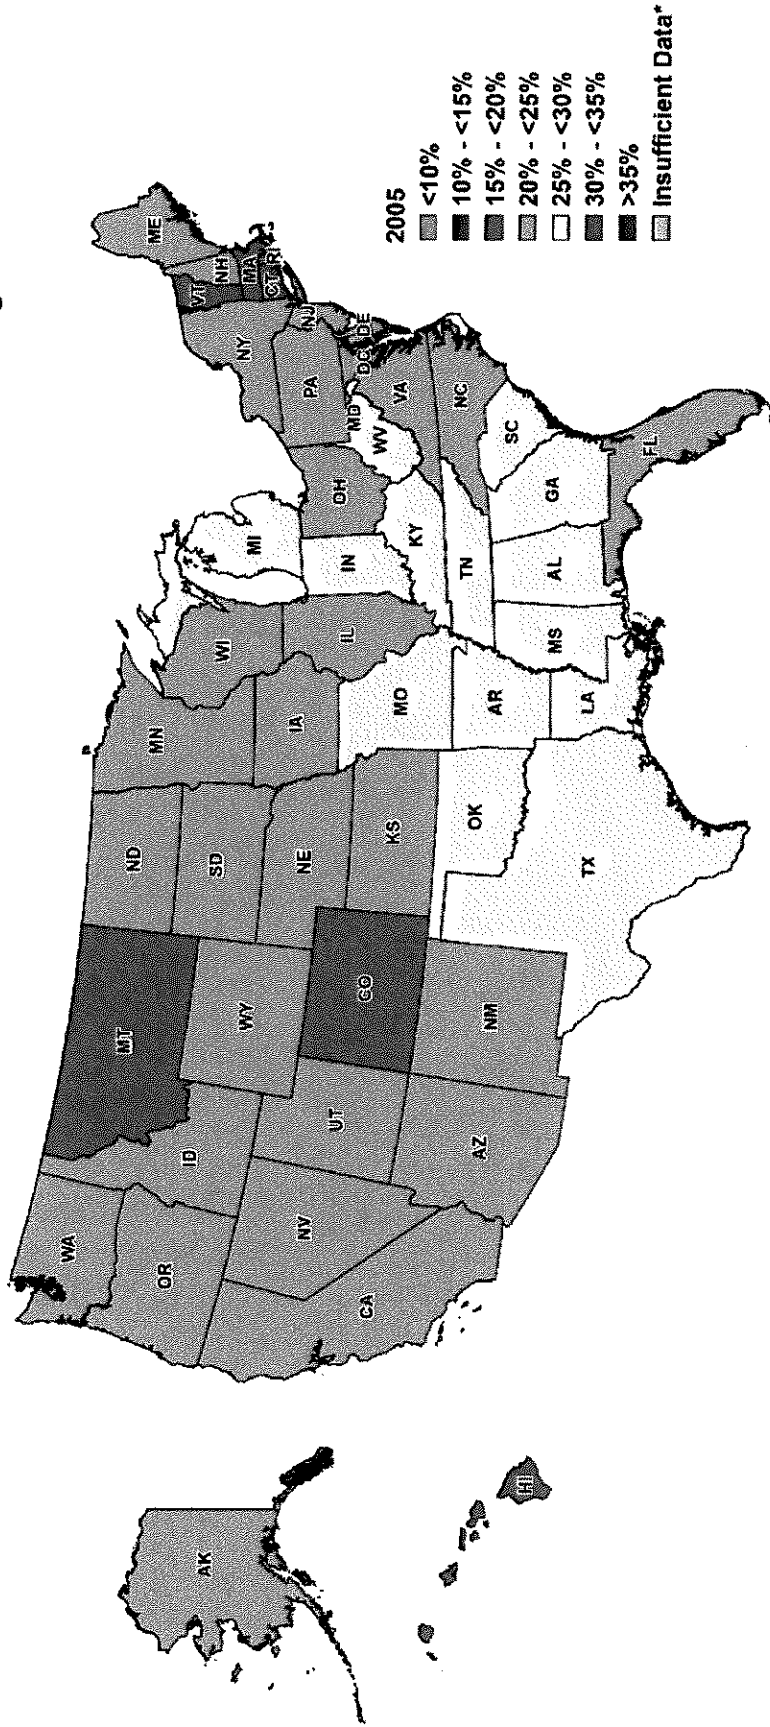 AK
HI
WA
OR
CA
NV
ID
MT
WY
UT
CO
AZ
NM
ND
SD
NE
KS
OK
TX
MN
IA
MO
AR
LA
WI
IL
MS
MI
IN
KY
TN
AL
OH
WV
GA
SC
NC
VA
FL
PA
NY
MD
DC
DE
NJ
VT
NH
MA
CT
RI
ME
2005
<10%
10% - <15%
15% - <20%
20% - <25%
25% - <30%
30% - <35%
>35%
Insufficient Data*